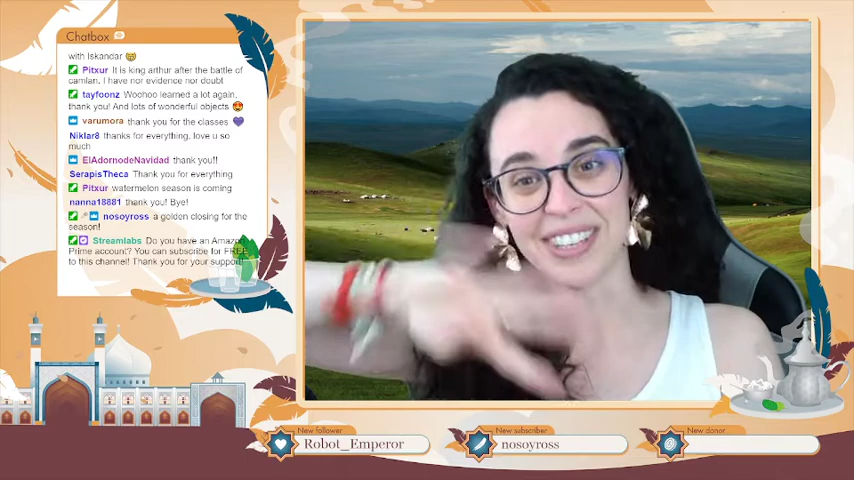 Chatbox
with Iskandar
Pitxur It is king arthur after the battle of
camlan, I have nor evidence nor doubt
tayfoonz Woohoo learned a lot again,
thank you! And lots of wonderful objects
varumora thank you for the classes
Niklar8 thanks for everything, love u so
much
ElAdornodeNavidad thank you!!
SerapisTheca Thank you for everything
Pitxur watermelon season is coming
nanna18881 thank you! Bye!
nosoyross a golden closing for the
season!
Streamlabs Do you have an Amazon
Prime account? You can subscribe for FREE
to this channel! Thank you for your support!
New follower
Robot_Emperor
New subscriber
nosoyross
New donor